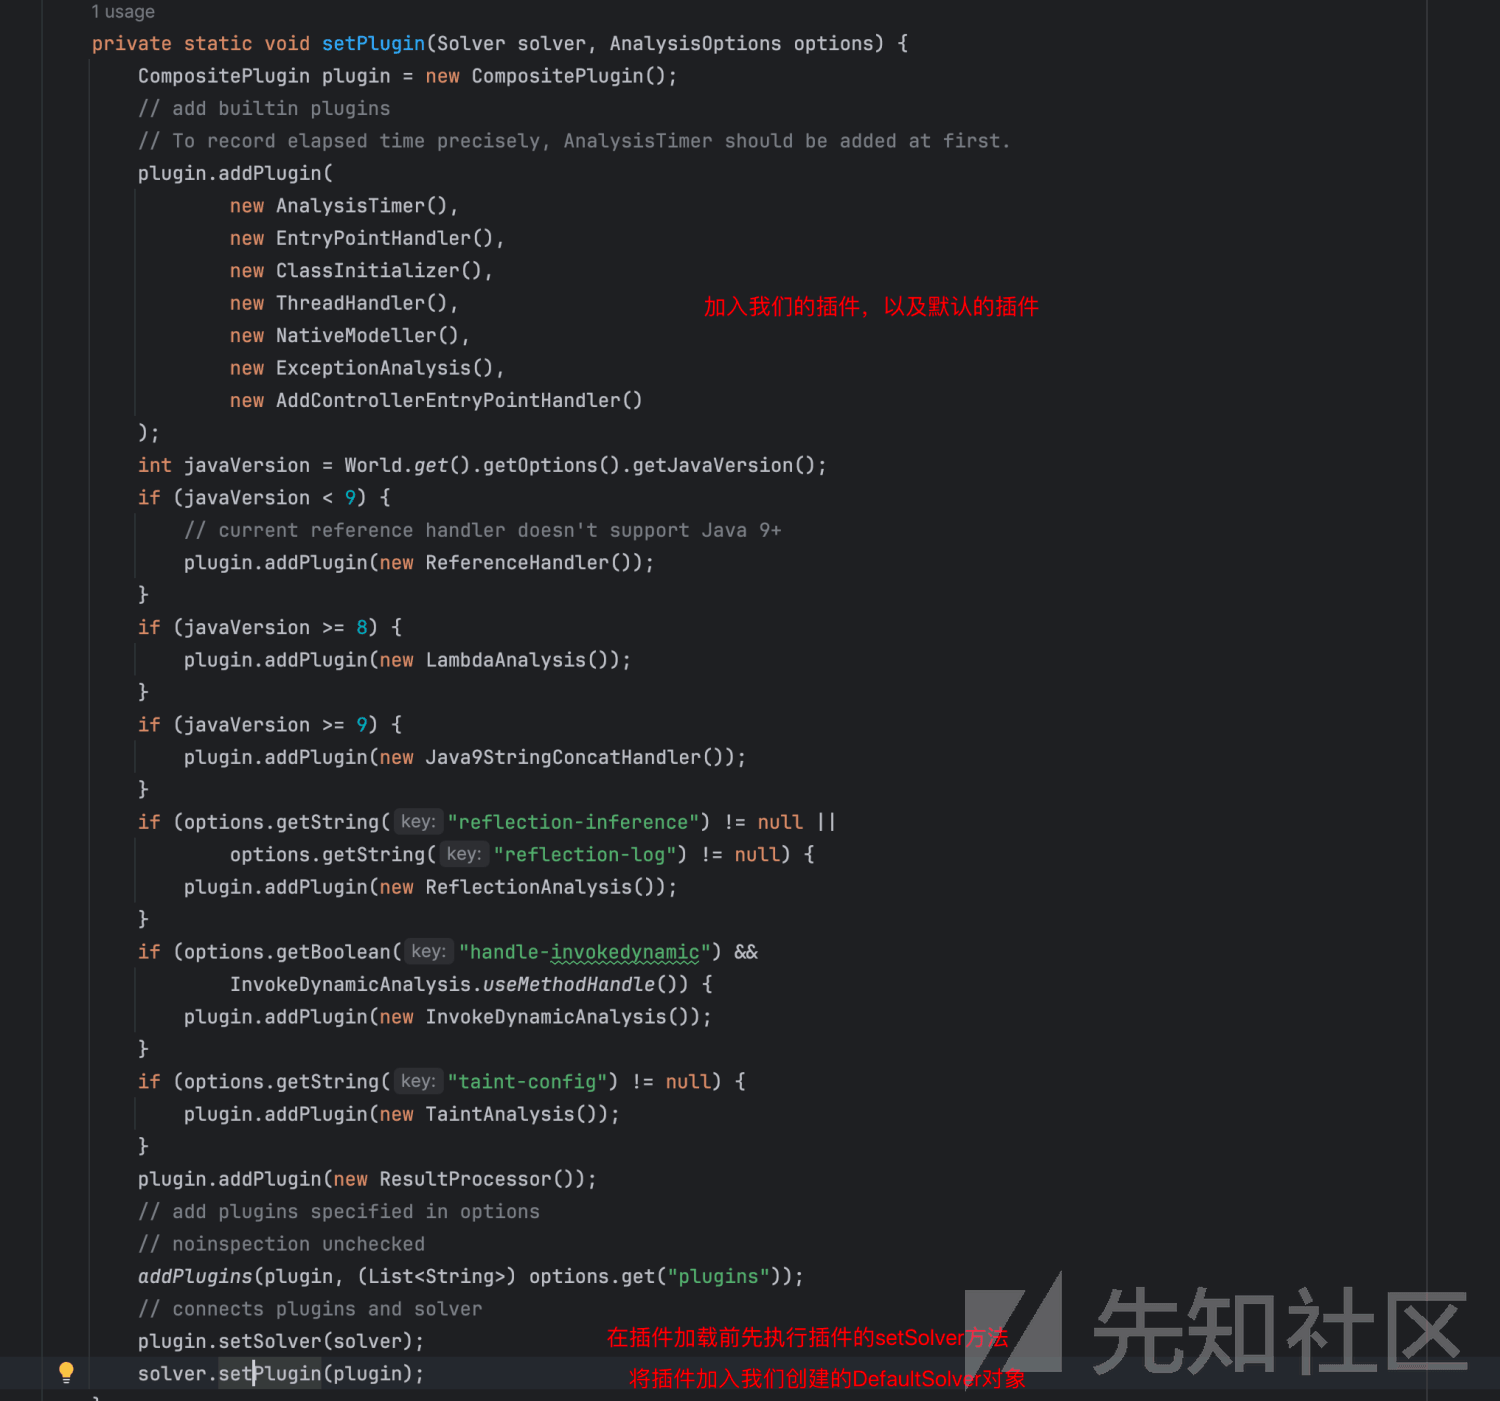 1 usage
private static void setPlugin(Solver solver, AnalysisOptions options) {
CompositePlugin plugin = new CompositePlugin();
// add builtin plugins
// To record elapsed time precisely, AnalysisTimer should be added at first.
plugin.addPlugin(
new AnalysisTimer(),
new EntryPointHandler(),
new ClassInitializer(),
new ThreadHandler(),
加入我们的插件，以及默认的插件
new NativeModeller(),
new ExceptionAnalysis(),
new AddControllerEntryPointHandler()
);
int javaVersion = World.get().getOptions().getJavaVersion();
if (javaVersion < 9) {
// current reference handler doesn't support Java 9+
plugin.addPlugin(new ReferenceHandler());
}
if (javaVersion >= 8) {
plugin.addPlugin(new LambdaAnalysis());
}
if (javaVersion >= 9) {
plugin.addPlugin(new Java9StringConcatHandler());
}
if (options.getString( key: "reflection-inference") != null ||
options.getString( key: "reflection-log") != null) {
plugin.addPlugin(new ReflectionAnalysis());
}
if (options.getBoolean( key: "handle-invokedynamic") &&
InvokeDynamicAnalysis.useMethodHandle()) {
plugin.addPlugin(new InvokeDynamicAnalysis());
}
if (options.getString( key: "taint-config") != null) {
plugin.addPlugin(new TaintAnalysis());
}
plugin.addPlugin(new ResultProcessor());
// add plugins specified in options
// noinspection unchecked
addPlugins(plugin, (List<String>) options.get("plugins"));
// connects plugins and solver
plugin.setSolver(solver);
在插件加载前先执行插件的setSolver方法
solver.setPlugin(plugin);
将插件加入我们创建的DefaultSolver对象
先知社区